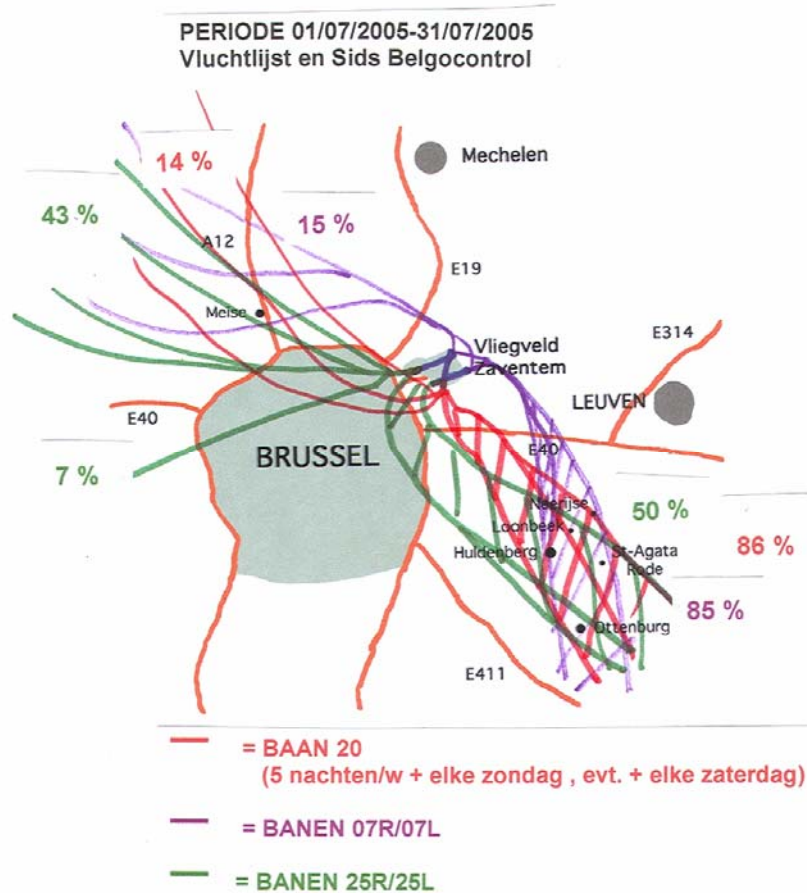 PERIODE 01/07/2005-31/07/2005
Vluchtlijst en Sids Belgocontrol
14 %
Mechelen
43 %
15 %
A12
E19
Meise
E314
Vliegveld
Zaventem
LEUVEN
E40
E40
BRUSSEL
7 %
Neerijse
50 %
Loonbeek
86 %
Huldenberg
St-Agata
Rode
85 %
Ottenburg
E411
= BAAN 20
(5 nachten/w + elke zondag , evt. + elke zaterdag)
= BANEN 07R/07L
= BANEN 25R/25L